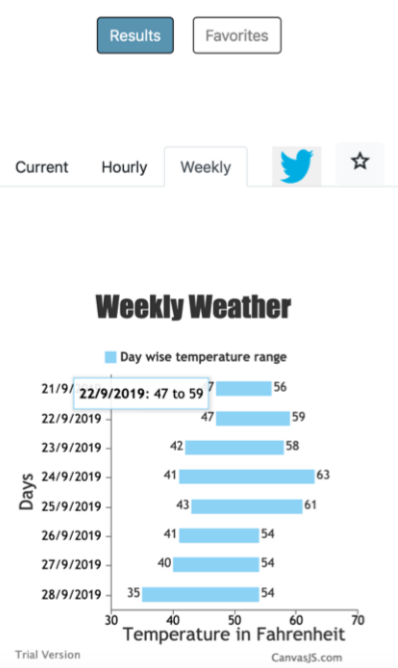 Results Favorites
Current Hourly Weekly
Weekly Weather
Day wise temperature range
21/9/ 7 56
22/9/2019: 47 to 59
22/9/2019 47 59
23/9/2019 42 58
24/9/2019 41 63
25/9/2019 43 61
26/9/2019 41 54
27/9/2019 40 54
28/9/2019 35 54
Days
30 40 50 60 70
Temperature in Fahrenheit
Trial Version CanvasJS.com